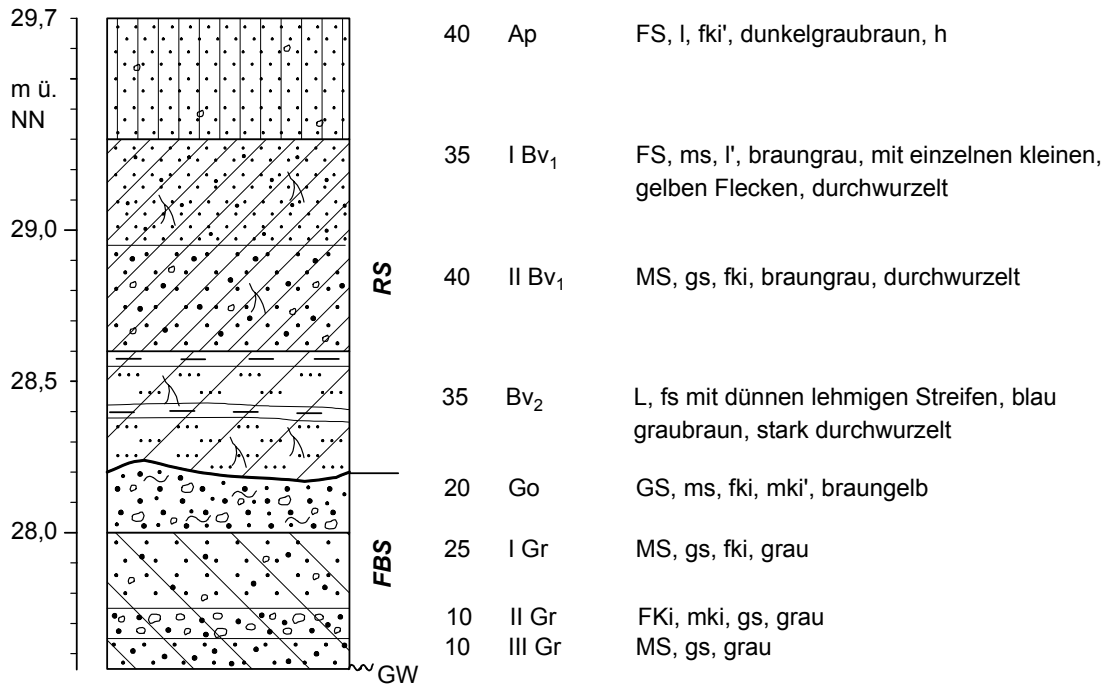 29,7
m ü.
NN
40 Ap FS, l, fki', dunkelgraubraun, h
35 I Bv₁ FS, ms, l', braungrau, mit einzelnen kleinen,
gelben Flecken, durchwurzelt
29,0
RS
40 II Bv₁ MS, gs, fki, braungrau, durchwurzelt
28,5
35 Bv₂ L, fs mit dünnen lehmigen Streifen, blau
graubraun, stark durchwurzelt
20 Go GS, ms, fki, mki', braungelb
28,0
FBS
25 I Gr MS, gs, fki, grau
10 II Gr FKi, mki, gs, grau
10 III Gr MS, gs, grau
GW